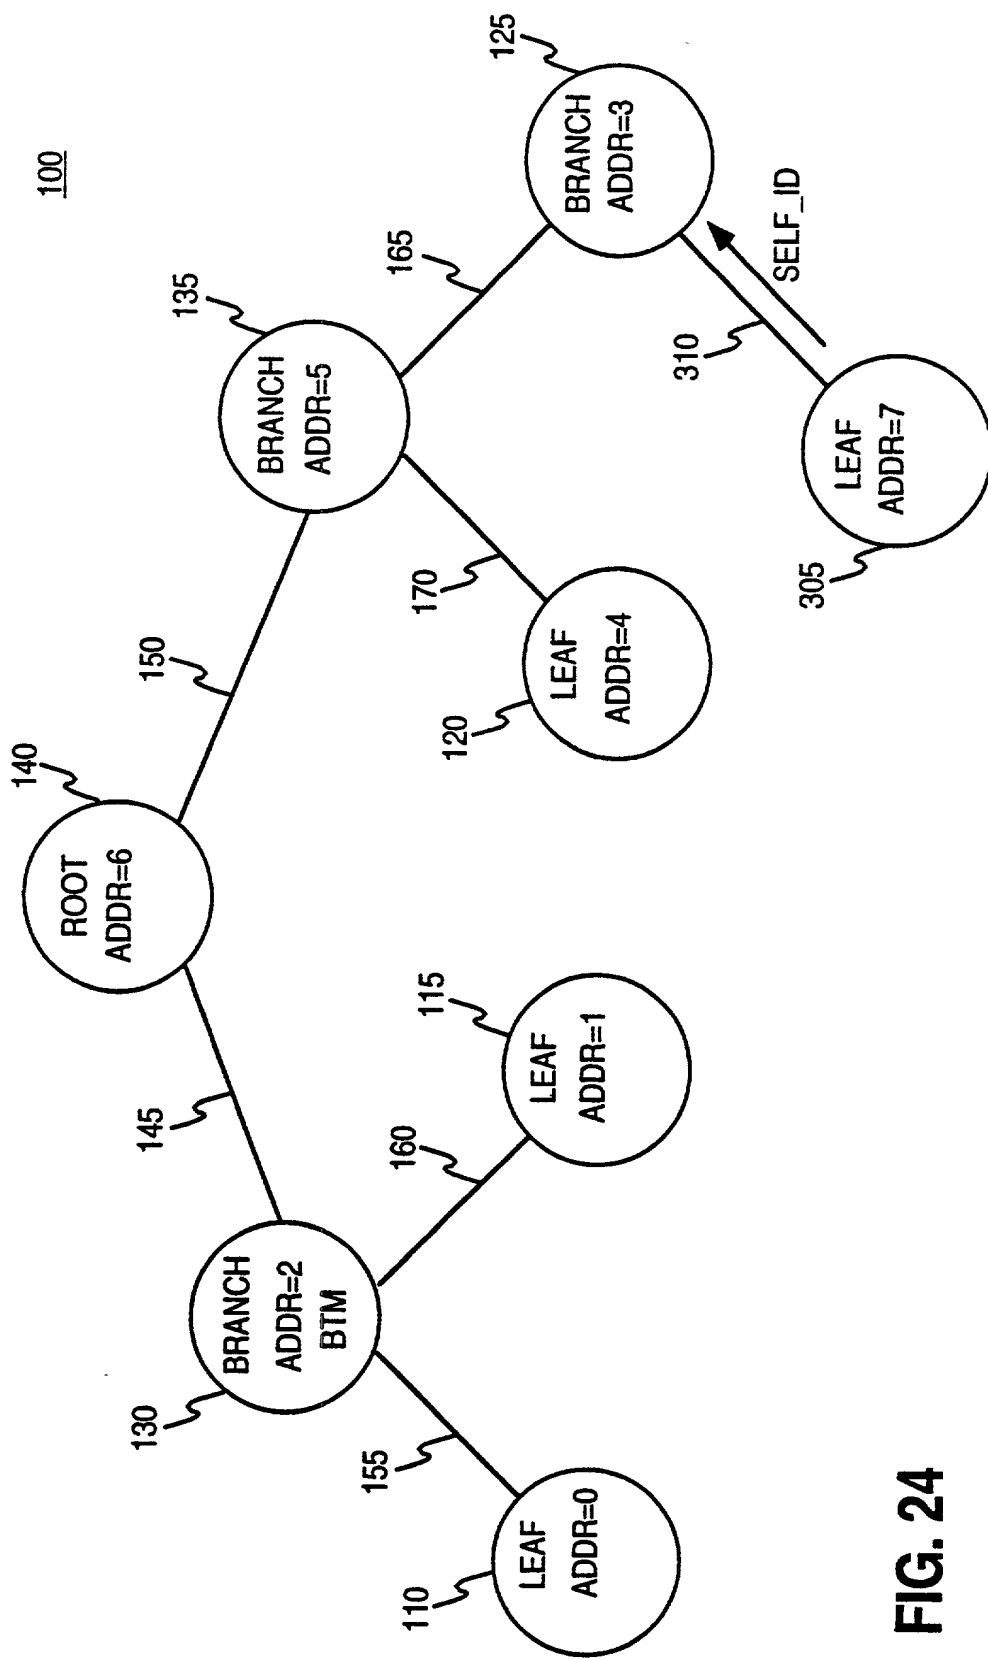 100
140
ROOT
ADDR=6
145
150
130
BRANCH
ADDR=2
BTM
135
BRANCH
ADDR=5
155
160
170
165
110
LEAF
ADDR=0
115
LEAF
ADDR=1
120
LEAF
ADDR=4
125
BRANCH
ADDR=3
310
SELF_ID
305
LEAF
ADDR=7
FIG. 24